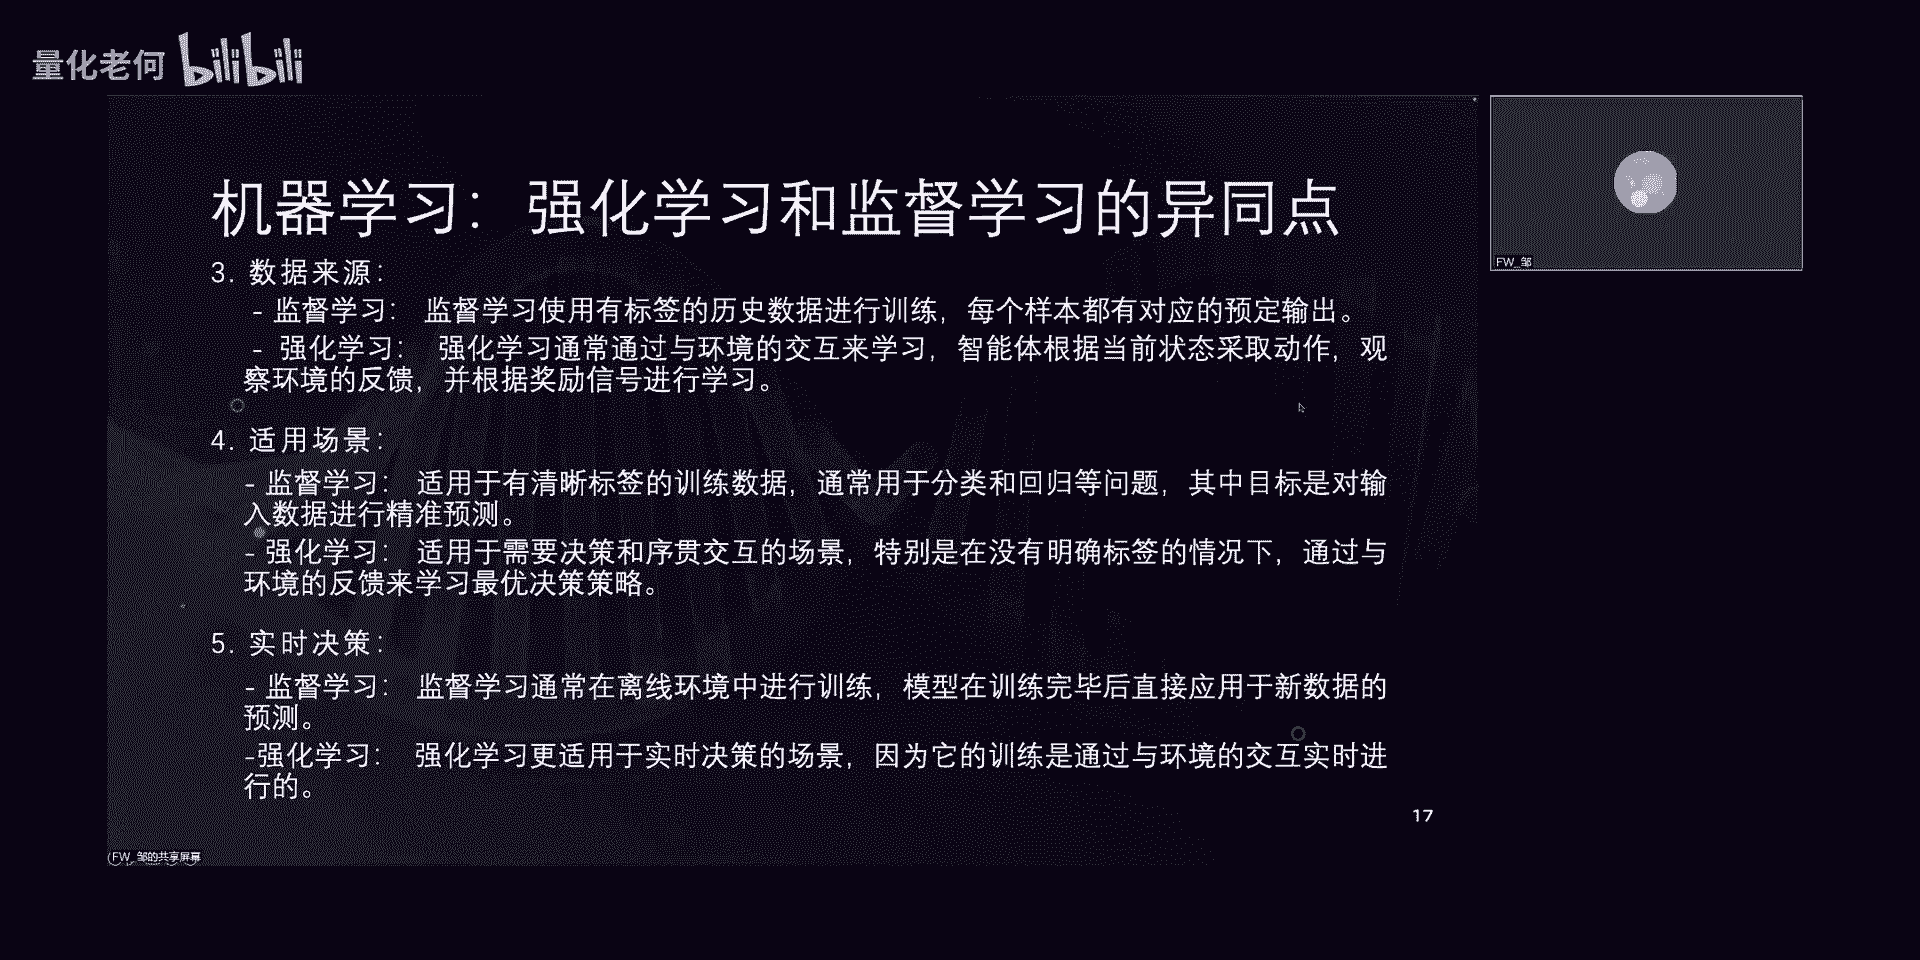 量化老何 bilibili
机器学习：强化学习和监督学习的异同点
3. 数据来源：
- 监督学习： 监督学习使用有标签的历史数据进行训练，每个样本都有对应的预定输出。
- 强化学习： 强化学习通常通过与环境的交互来学习，智能体根据当前状态采取动作，观
察环境的反馈，并根据奖励信号进行学习。
4. 适用场景：
- 监督学习： 适用于有清晰标签的训练数据，通常用于分类和回归等问题，其中目标是对输
入数据进行精准预测。
- 强化学习： 适用于需要决策和序贯交互的场景，特别是在没有明确标签的情况下，通过与
环境的反馈来学习最优决策策略。
5. 实时决策：
- 监督学习： 监督学习通常在离线环境中进行训练，模型在训练完毕后直接应用于新数据的
预测。
-强化学习： 强化学习更适用于实时决策的场景，因为它的训练是通过与环境的交互实时进
行的。
17
FW_邹
FW_邹的共享屏幕